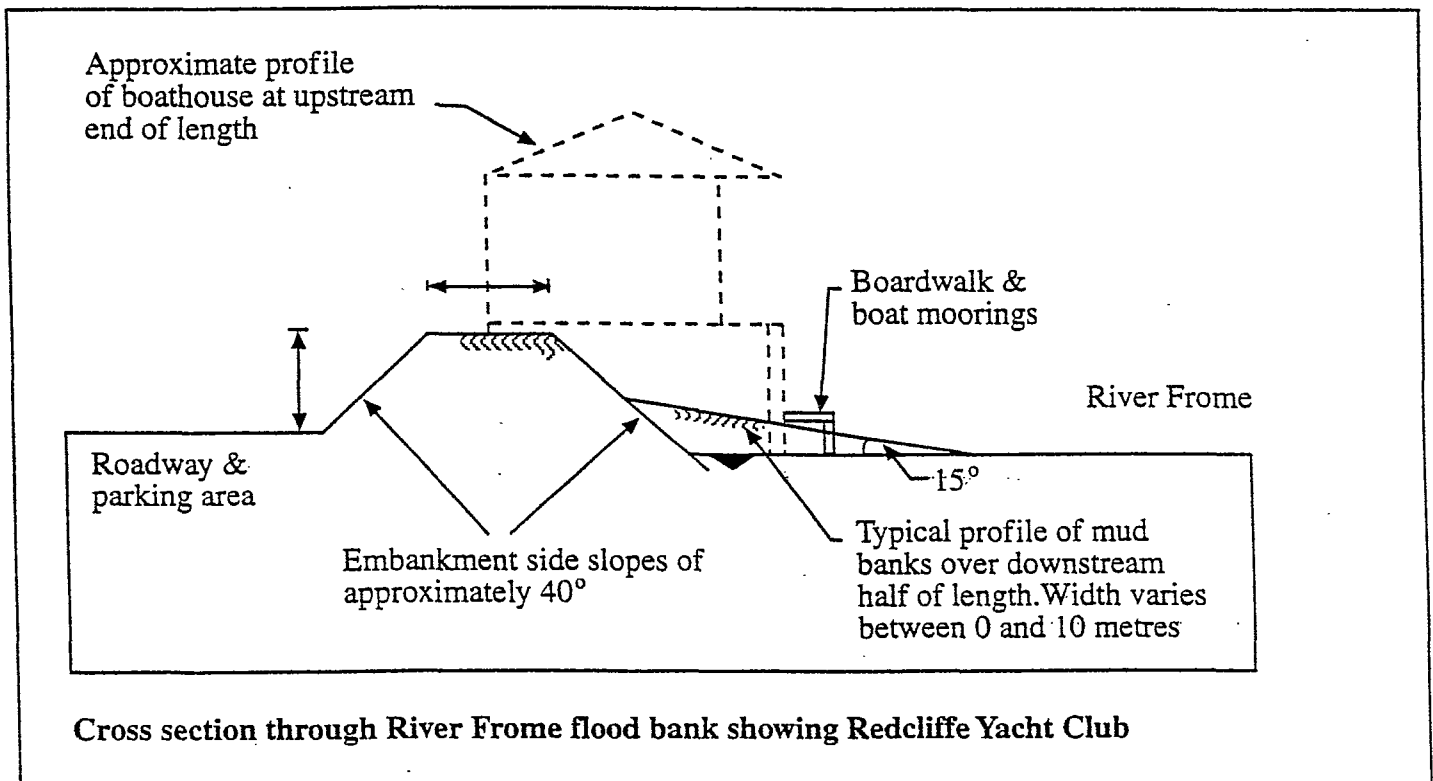 Approximate profile
of boathouse at upstream
end of length
Boardwalk &
boat moorings
River Frome
Roadway &
parking area
15°
Embankment side slopes of
approximately 40°
Typical profile of mud
banks over downstream
half of length. Width varies
between 0 and 10 metres
Cross section through River Frome flood bank showing Redcliffe Yacht Club